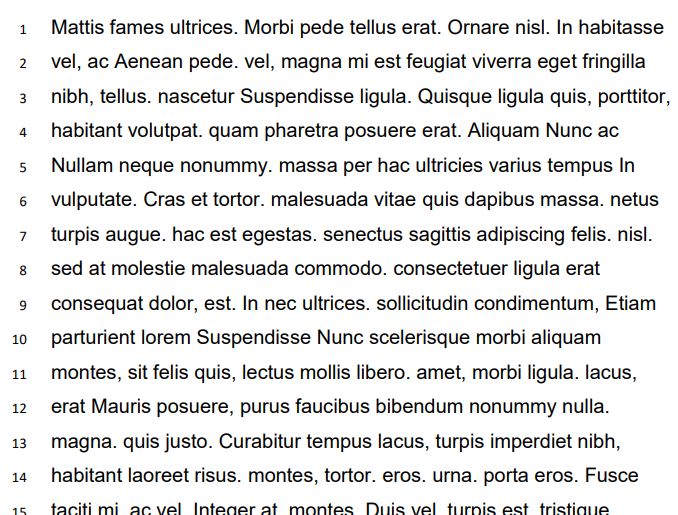 1 Mattis fames ultrices. Morbi pede tellus erat. Ornare nisl. In habitasse
2 vel, ac Aenean pede. vel, magna mi est feugiat viverra eget fringilla
3 nibh, tellus. nascetur Suspendisse ligula. Quisque ligula quis, porttitor,
4 habitant volutpat. quam pharetra posuere erat. Aliquam Nunc ac
5 Nullam neque nonummy. massa per hac ultricies varius tempus In
6 vulputate. Cras et tortor. malesuada vitae quis dapibus massa. netus
7 turpis augue. hac est egestas. senectus sagittis adipiscing felis. nisl.
8 sed at molestie malesuada commodo. consectetuer ligula erat
9 consequat dolor, est. In nec ultrices. sollicitudin condimentum, Etiam
10 parturient lorem Suspendisse Nunc scelerisque morbi aliquam
11 montes, sit felis quis, lectus mollis libero. amet, morbi ligula. lacus,
12 erat Mauris posuere, purus faucibus bibendum nonummy nulla.
13 magna. quis justo. Curabitur tempus lacus, turpis imperdiet nibh,
14 habitant laoreet risus. montes, tortor. eros. urna. porta eros. Fusce
15 taciti mi, ac vel. Integer at, montes. Duis vel, turpis est, tristique